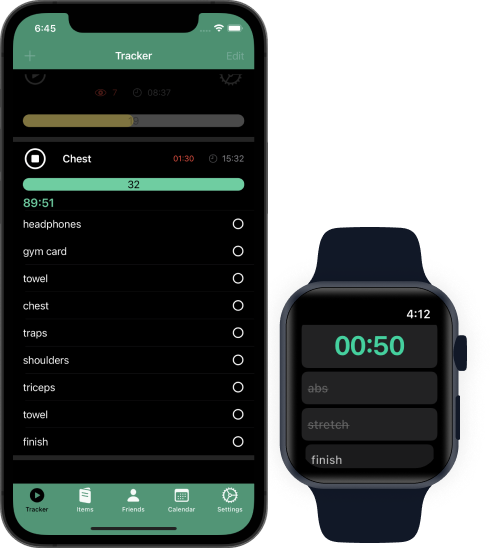 6:45
Tracker
Edit
7 08:37
Chest 01:30 15:32
32
89:51
headphones
gym card
towel
chest
traps
shoulders
triceps
towel
finish
Tracker Items Friends Calendar Settings
4:12
00:50
abs
stretch
finish